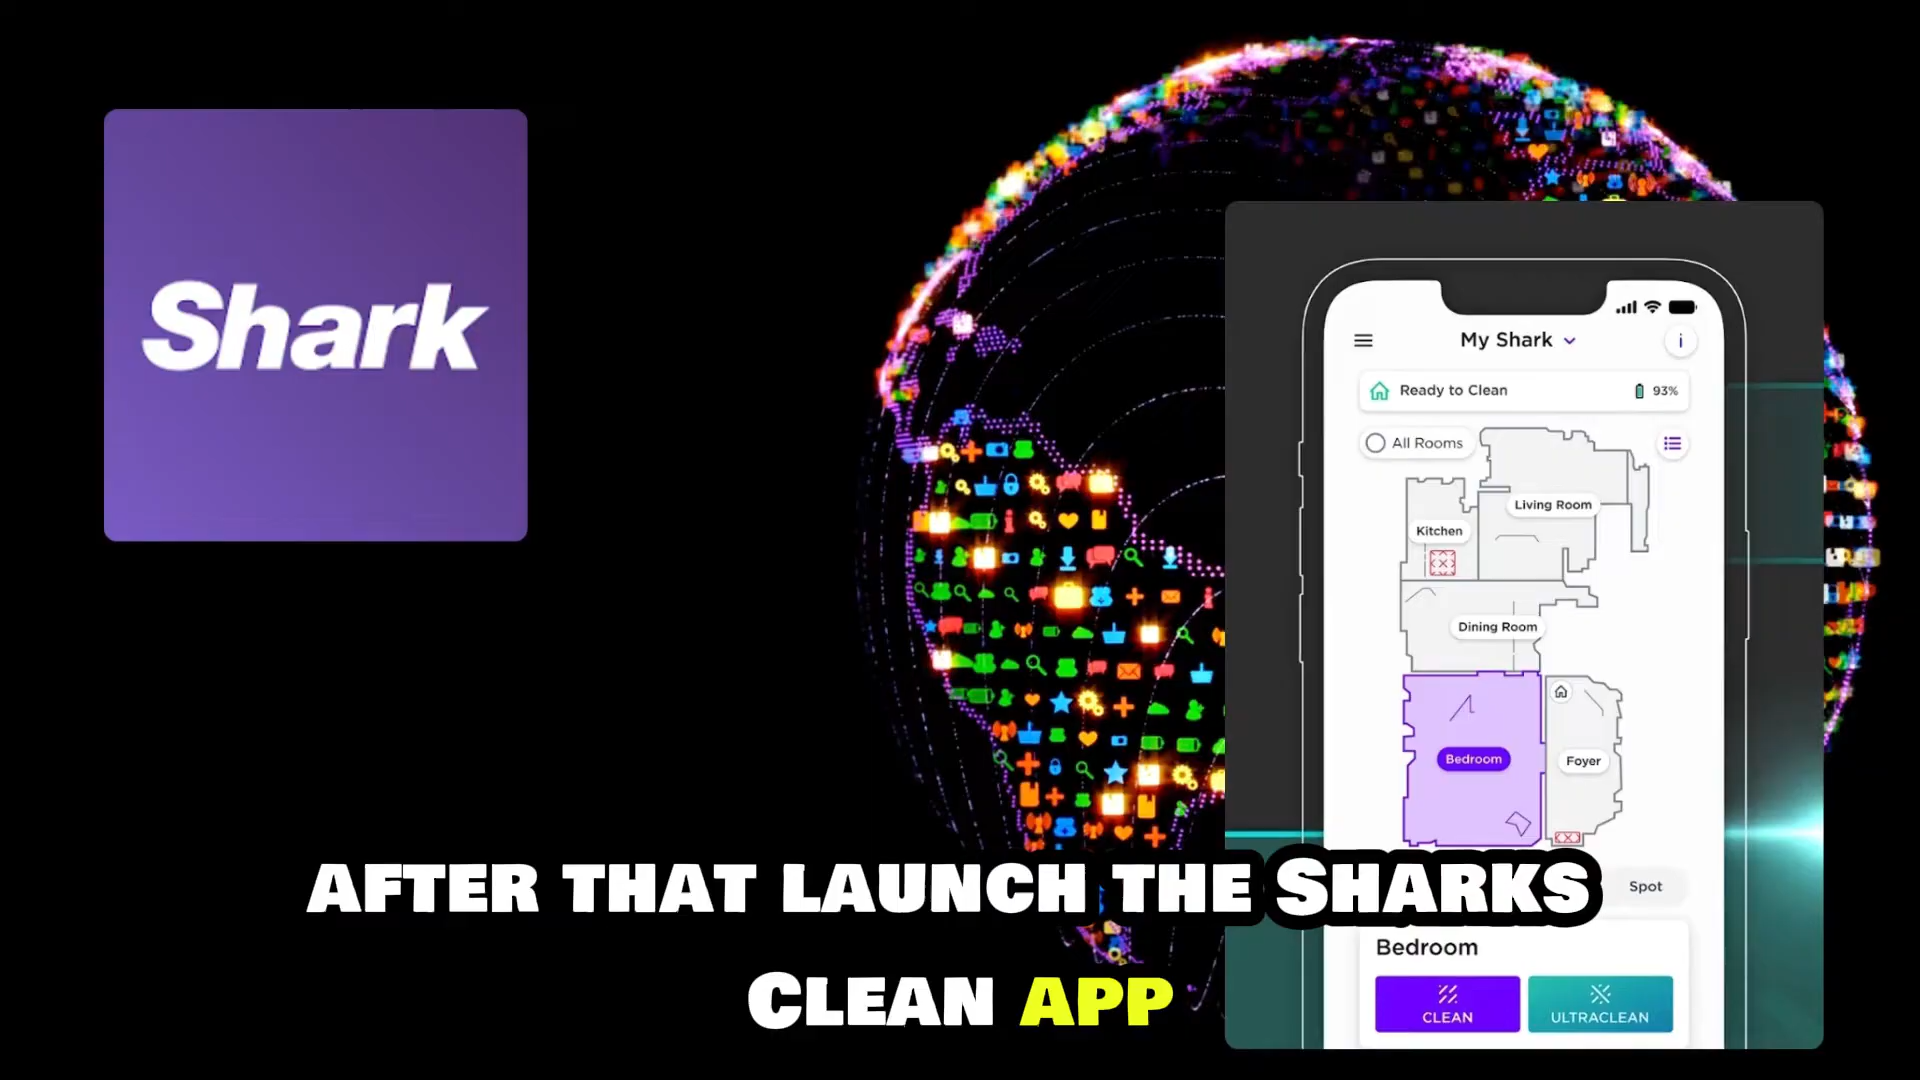 Shark
My Shark
i
Ready to Clean
93%
All Rooms
Living Room
Kitchen
Dining Room
Bedroom
Foyer
Spot
Bedroom
CLEAN
ULTRACLEAN
AFTER THAT LAUNCH THE SHARKS
CLEAN APP